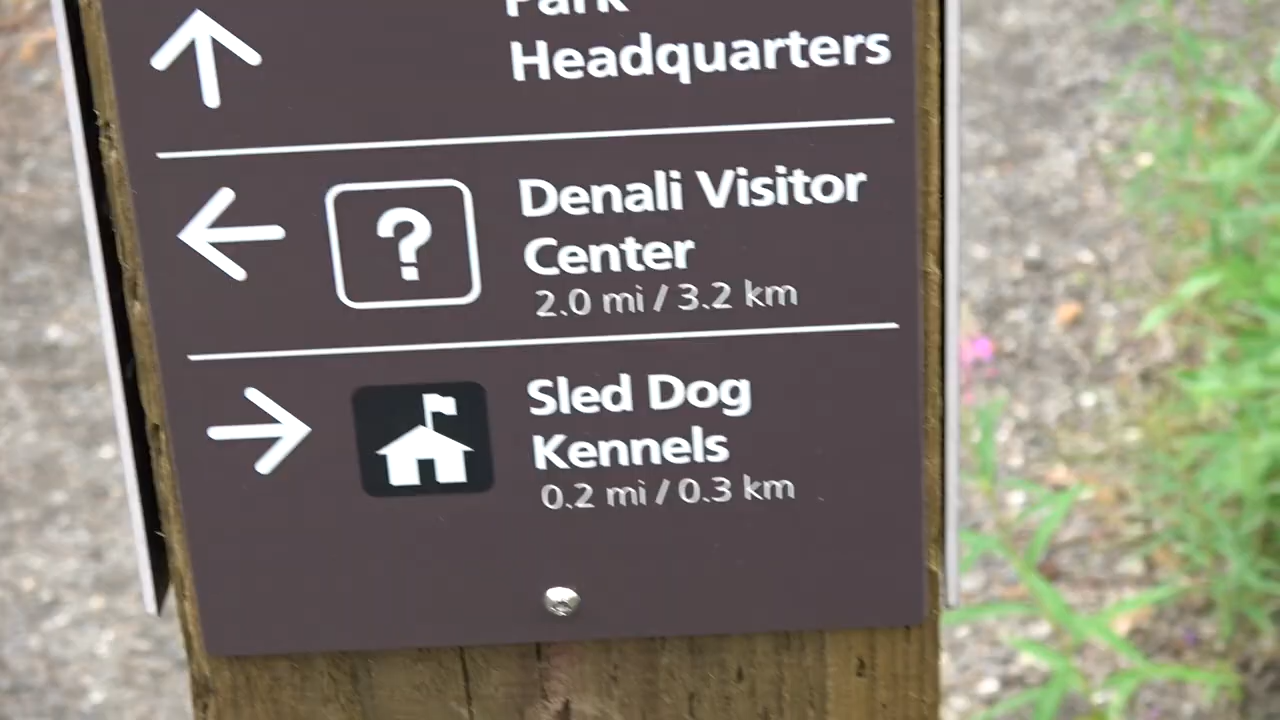 Park
Headquarters
?
Denali Visitor
Center
2.0 mi / 3.2 km
Sled Dog
Kennels
0.2 mi / 0.3 km